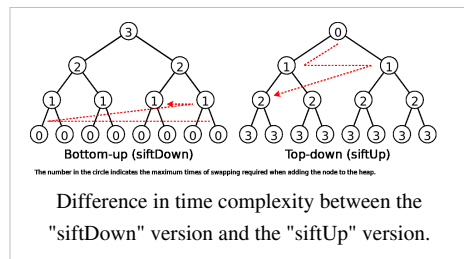 3 0
2 2 1 1
1 1 1 1 2 2 2 2
0 0 0 0 0 0 0 0 3 3 3 3 3 3 3 3
Bottom-up (siftDown) Top-down (siftUp)
The number in the circle indicates the maximum times of swapping required when adding the node to the heap.
Difference in time complexity between the
"siftDown" version and the "siftUp" version.